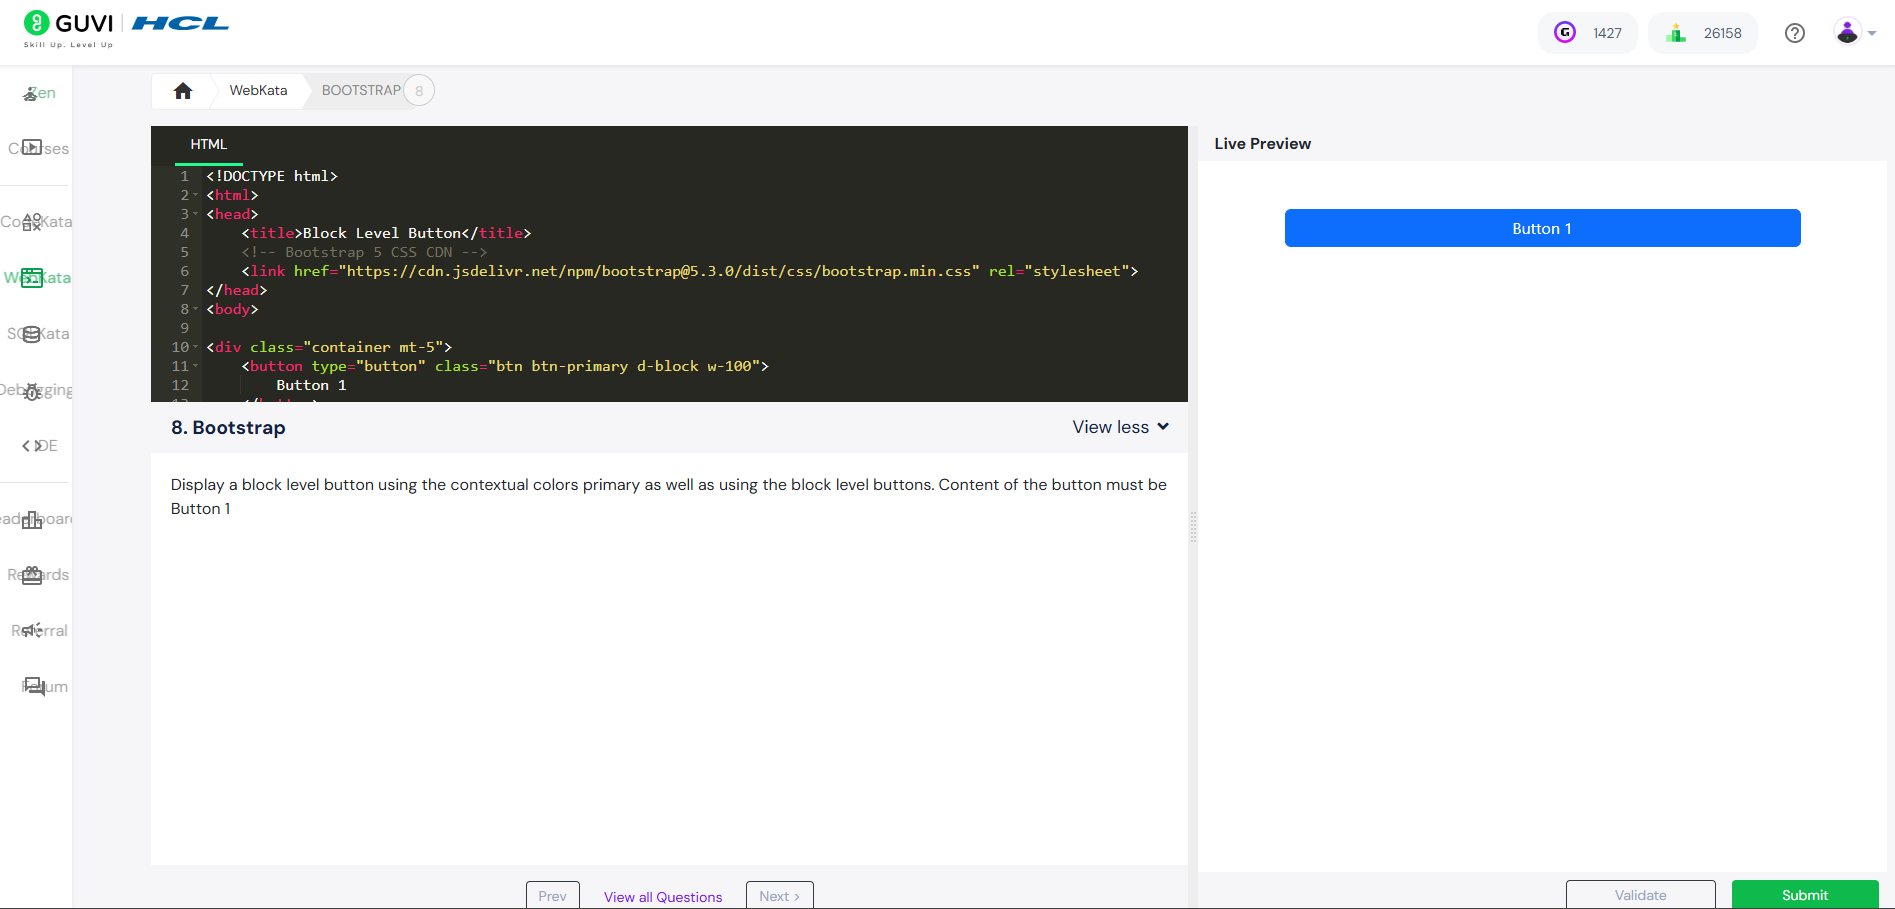 GUVI HCL
Skill Up. Level Up
1427
26158
Zen
Courses
CodeKata
WebKata
SQLKata
Debugging
IDE
Leaderboard
Rewards
Referral
Forum
WebKata
BOOTSTRAP
8
HTML
1 <!DOCTYPE html>
2 <html>
3 <head>
4 <title>Block Level Button</title>
5 <!-- Bootstrap 5 CSS CDN -->
6 <link href="https://cdn.jsdelivr.net/npm/bootstrap@5.3.0/dist/css/bootstrap.min.css" rel="stylesheet">
7 </head>
8 <body>
9
10 <div class="container mt-5">
11 <button type="button" class="btn btn-primary d-block w-100">
12 Button 1
8. Bootstrap
View less
Display a block level button using the contextual colors primary as well as using the block level buttons. Content of the button must be
Button 1
Prev
View all Questions
Next >
Live Preview
Button 1
Validate
Submit